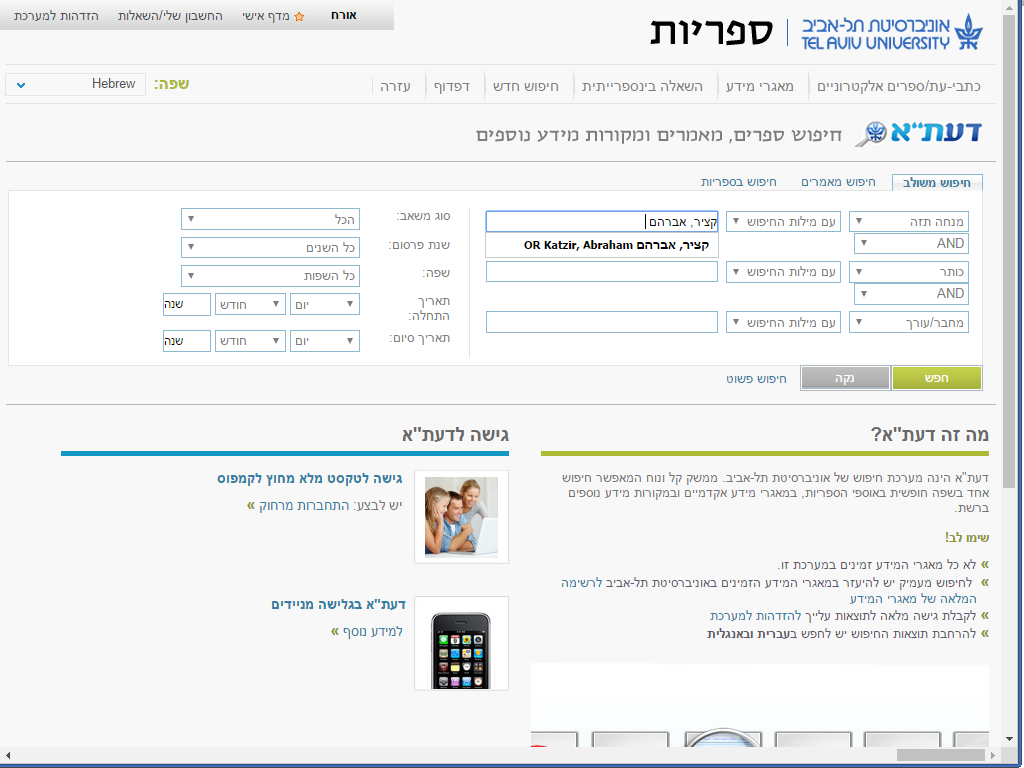 אורח
מדף אישי
החשבון שלי/השאלות
הזדהות למערכת
אוניברסיטת תל-אביב
TEL AVIV UNIVERSITY
ספריות
כתבי-עת/ספרים אלקטרוניים
מאגרי מידע
השאלה בינספרייתית
חיפוש חדש
דפדוף
עזרה
שפה:
Hebrew
דעת"א
חיפוש ספרים, מאמרים ומקורות מידע נוספים
חיפוש משולב
חיפוש מאמרים
חיפוש בספריות
מנחה תזה
עם מילות החיפוש
קציר, אברהם
קציר, אברהם OR Katzir, Abraham
AND
כותר
עם מילות החיפוש
AND
מחבר/עורך
עם מילות החיפוש
סוג משאב:
הכל
שנת פרסום:
כל השנים
שפה:
כל השפות
תאריך
התחלה:
יום
חודש
שנה
תאריך סיום:
יום
חודש
שנה
חפש
נקה
חיפוש פשוט
מה זה דעת"א?
דעת"א הינה מערכת חיפוש של אוניברסיטת תל-אביב. ממשק קל ונוח המאפשר חיפוש
אחד בשפה חופשית באוספי הספריות, במאגרי מידע אקדמיים ובמקורות מידע נוספים
ברשת.
שימו לב!
» לא כל מאגרי המידע זמינים במערכת זו.
» לחיפוש מעמיק יש להיעזר במאגרי המידע הזמינים באוניברסיטת תל-אביב לרשימה
המלאה של מאגרי המידע
» לקבלת גישה מלאה לתוצאות עלייך להזדהות למערכת
» להרחבת תוצאות החיפוש יש לחפש בעברית ובאנגלית
גישה לדעת"א
גישה לטקסט מלא מחוץ לקמפוס
יש לבצע: התחברות מרחוק »
דעת"א בגלישה מניידים
למידע נוסף »